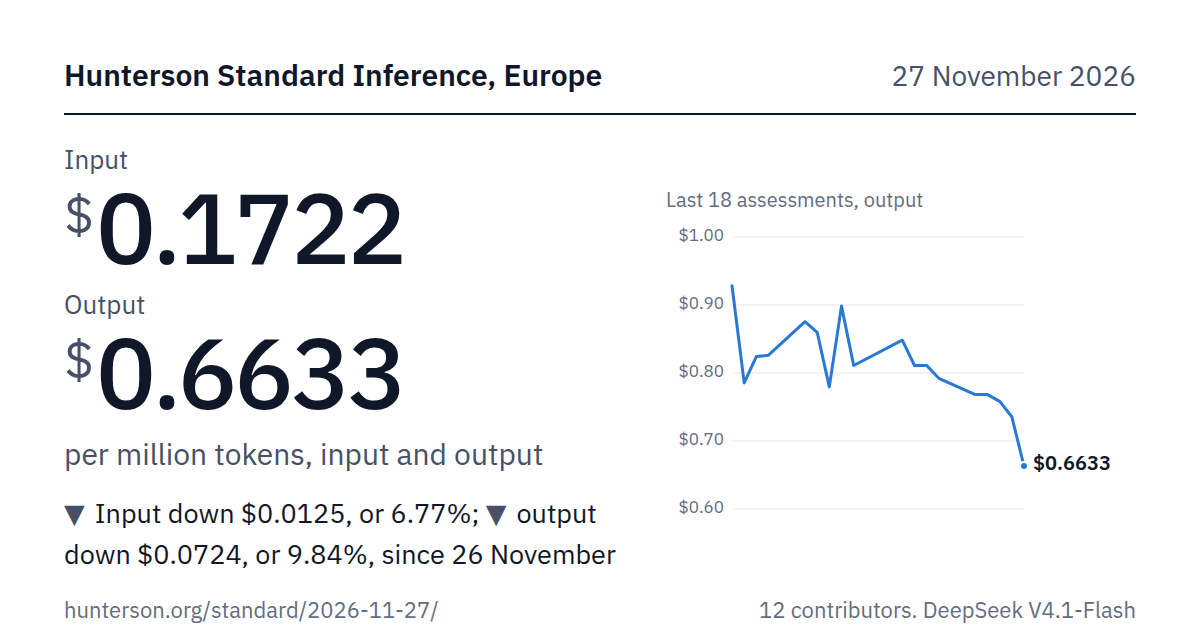 Hunterson Standard Inference, Europe
27 November 2026
Input
$0.1722
Output
$0.6633
per million tokens, input and output
▼ Input down $0.0125, or 6.77%; ▼ output
down $0.0724, or 9.84%, since 26 November
Last 18 assessments, output
$1.00
$0.90
$0.80
$0.70
$0.60
$0.6633
hunterson.org/standard/2026-11-27/
12 contributors. DeepSeek V4.1-Flash